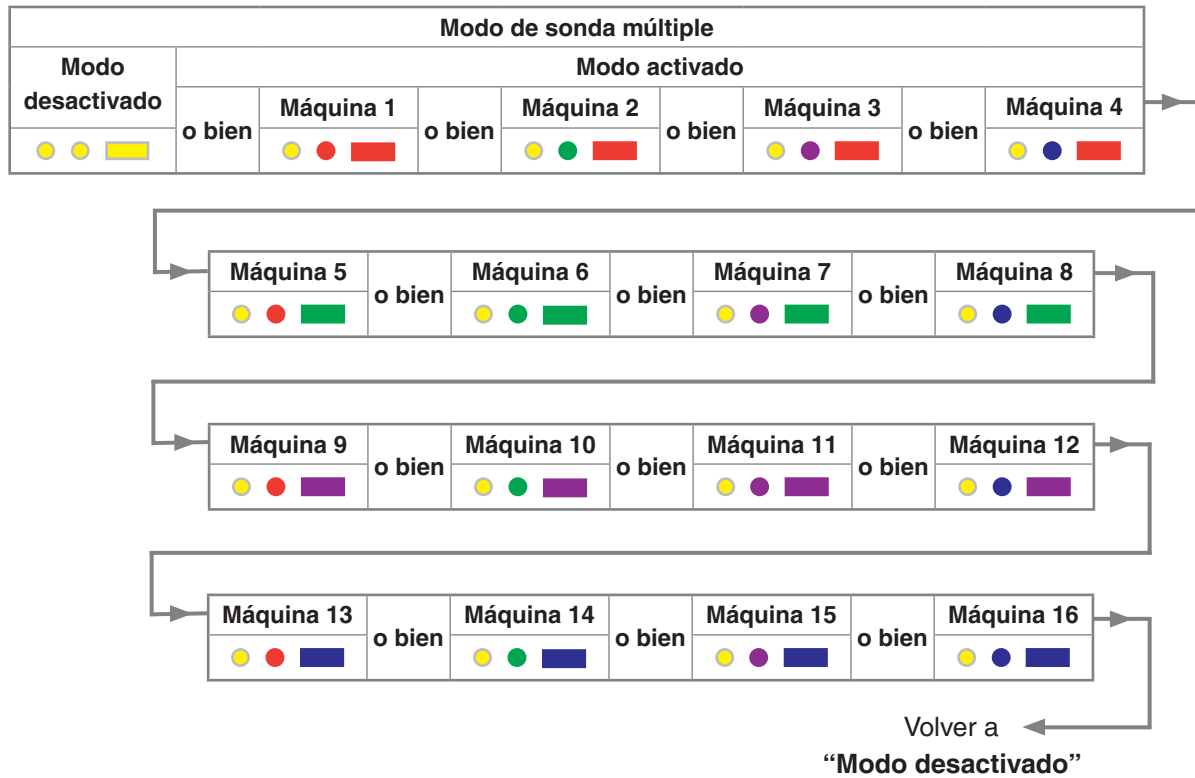 Modo de sonda múltiple
Modo
desactivado
Modo activado
o bien
Máquina 1
o bien
Máquina 2
o bien
Máquina 3
o bien
Máquina 4
Máquina 5
o bien
Máquina 6
o bien
Máquina 7
o bien
Máquina 8
Máquina 9
o bien
Máquina 10
o bien
Máquina 11
o bien
Máquina 12
Máquina 13
o bien
Máquina 14
o bien
Máquina 15
o bien
Máquina 16
Volver a
“Modo desactivado”